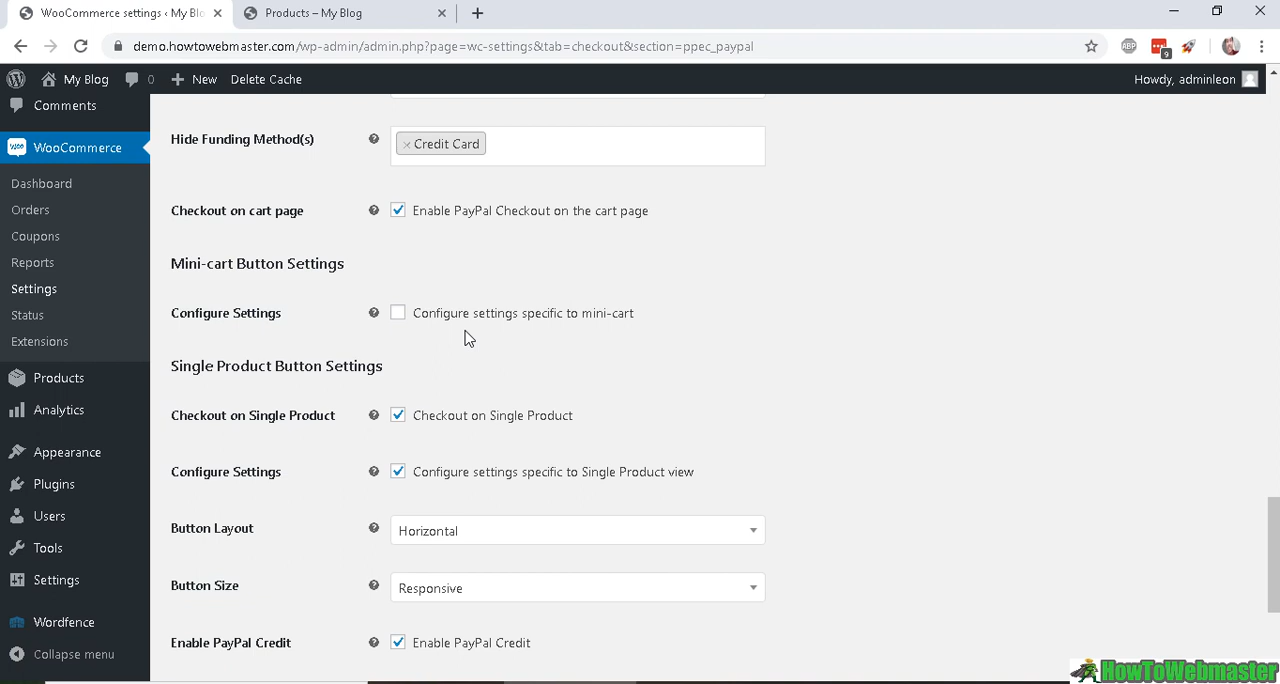 WooCommerce settings ‹ My Blo
Products – My Blog
demo.howtowebmaster.com/wp-admin/admin.php?page=wc-settings&tab=checkout&section=ppec_paypal
ABP
9
My Blog
0
New
Delete Cache
Howdy, adminleon
Comments
WooCommerce
Dashboard
Orders
Coupons
Reports
Settings
Status
Extensions
Products
Analytics
Appearance
Plugins
Users
Tools
Settings
Wordfence
Collapse menu
Hide Funding Method(s)
× Credit Card
Checkout on cart page
Enable PayPal Checkout on the cart page
Mini-cart Button Settings
Configure Settings
Configure settings specific to mini-cart
Single Product Button Settings
Checkout on Single Product
Checkout on Single Product
Configure Settings
Configure settings specific to Single Product view
Button Layout
Horizontal
Button Size
Responsive
Enable PayPal Credit
Enable PayPal Credit
HowToWebmaster